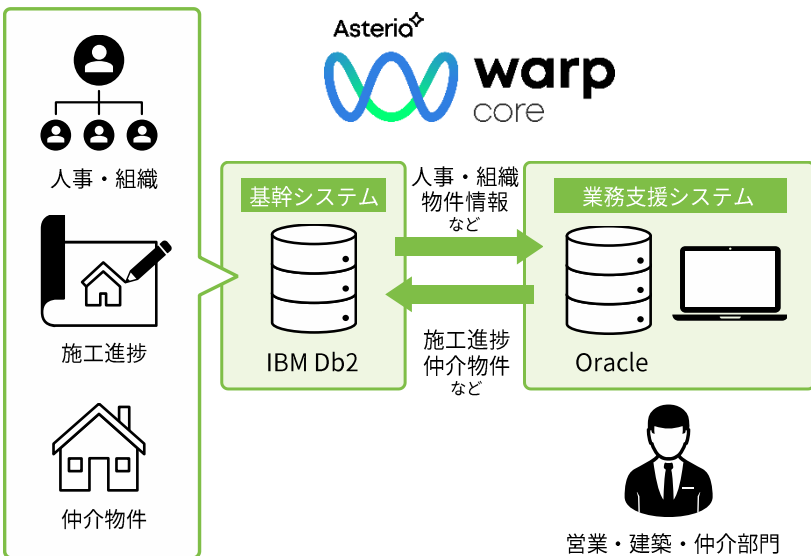 Asteria
warp
core
人事・組織
施工進捗
仲介物件
基幹システム
IBM Db2
人事・組織
物件情報
など
施工進捗
仲介物件
など
業務支援システム
Oracle
営業・建築・仲介部門